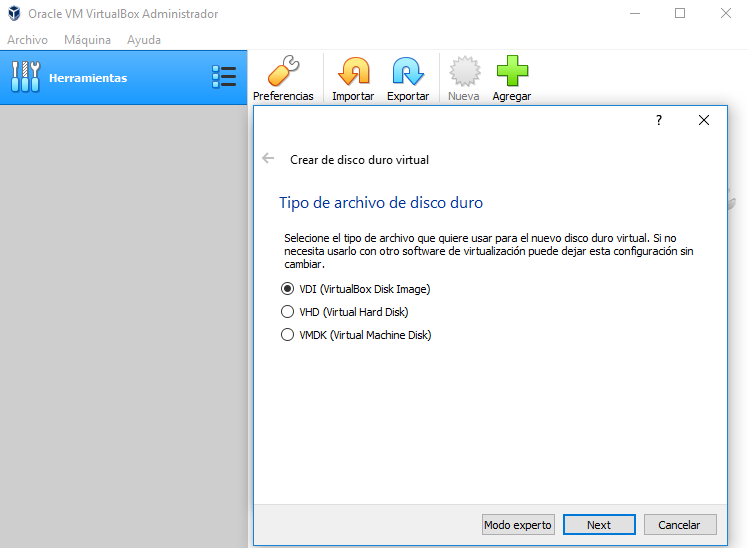 Oracle VM VirtualBox Administrador
Archivo Máquina Ayuda
Herramientas
Preferencias Importar Exportar Nueva Agregar
?
Crear de disco duro virtual
Tipo de archivo de disco duro
Seleccione el tipo de archivo que quiere usar para el nuevo disco duro virtual. Si no
necesita usarlo con otro software de virtualización puede dejar esta configuración sin
cambiar.
VDI (VirtualBox Disk Image)
VHD (Virtual Hard Disk)
VMDK (Virtual Machine Disk)
Modo experto Next Cancelar